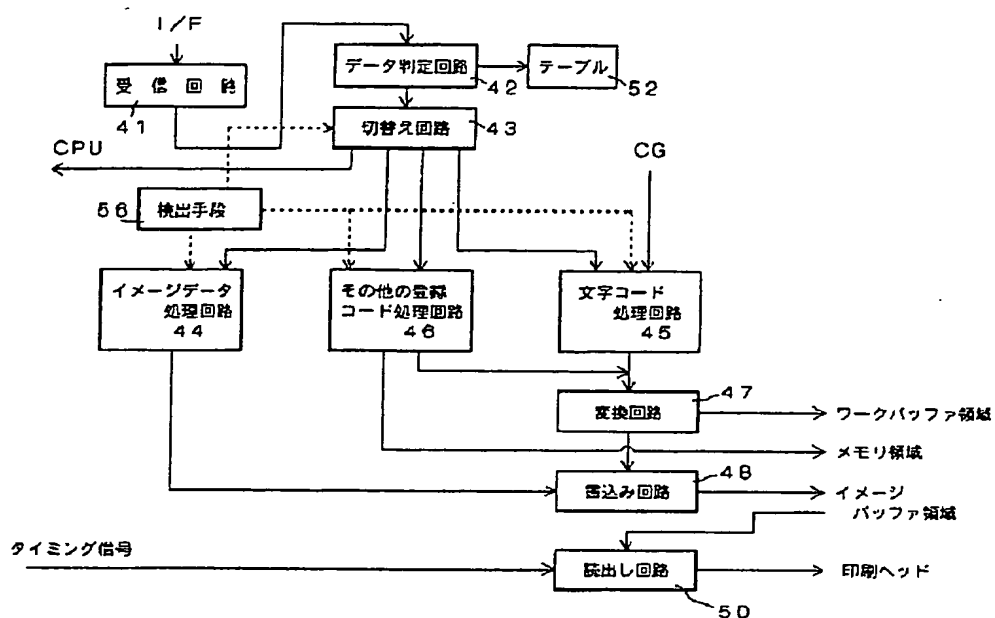 I/F
受信回路
41
データ判定回路
42
テーブル
52
切替え回路
43
CPU
CG
56
検出手段
イメージデータ
処理回路
44
その他の登録
コード処理回路
46
文字コード
処理回路
45
47
変換回路
ワークバッファ領域
メモリ領域
48
書込み回路
イメージ
バッファ領域
タイミング信号
読出し回路
印刷ヘッド
50